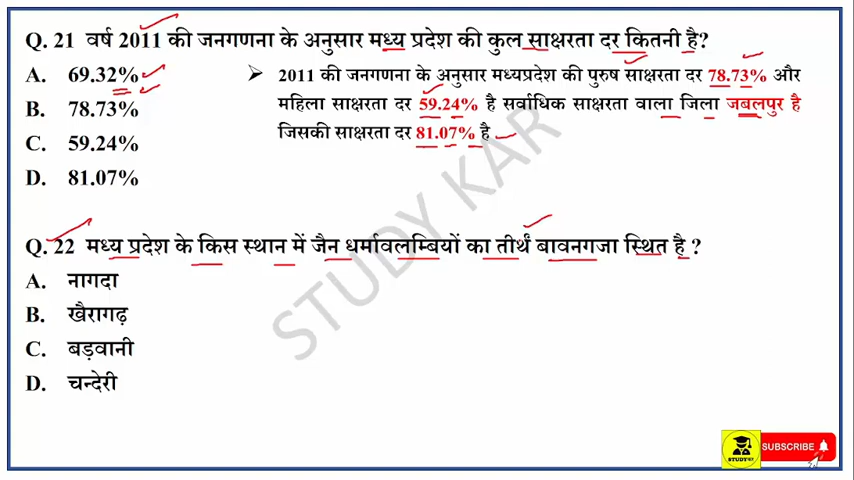 Q. 21 वर्ष 2011 की जनगणना के अनुसार मध्य प्रदेश की कुल साक्षरता दर कितनी है?
A. 69.32%
B. 78.73%
C. 59.24%
D. 81.07%
➢ 2011 की जनगणना के अनुसार मध्यप्रदेश की पुरुष साक्षरता दर 78.73% और
महिला साक्षरता दर 59.24% है सर्वाधिक साक्षरता वाला जिला जबलपुर है
जिसकी साक्षरता दर 81.07% है
Q. 22 मध्य प्रदेश के किस स्थान में जैन धर्मावलम्बियों का तीर्थ बावनगजा स्थित है ?
A. नागदा
B. खैरागढ़
C. बड़वानी
D. चन्देरी
STUDY KAR
STUDY KAR
SUBSCRIBE